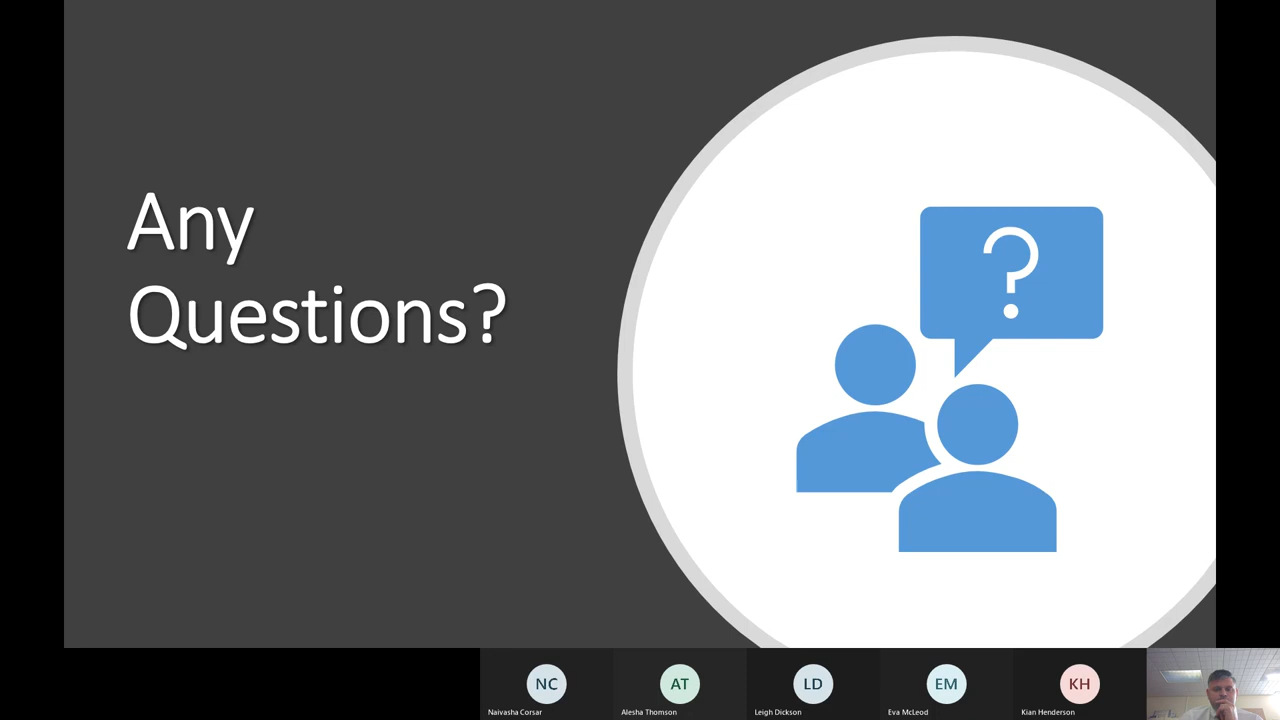 Any
Questions?
?
NC
AT
LD
EM
KH
Naivasha Corsar
Alesha Thomson
Leigh Dickson
Eva McLeod
Kian Henderson